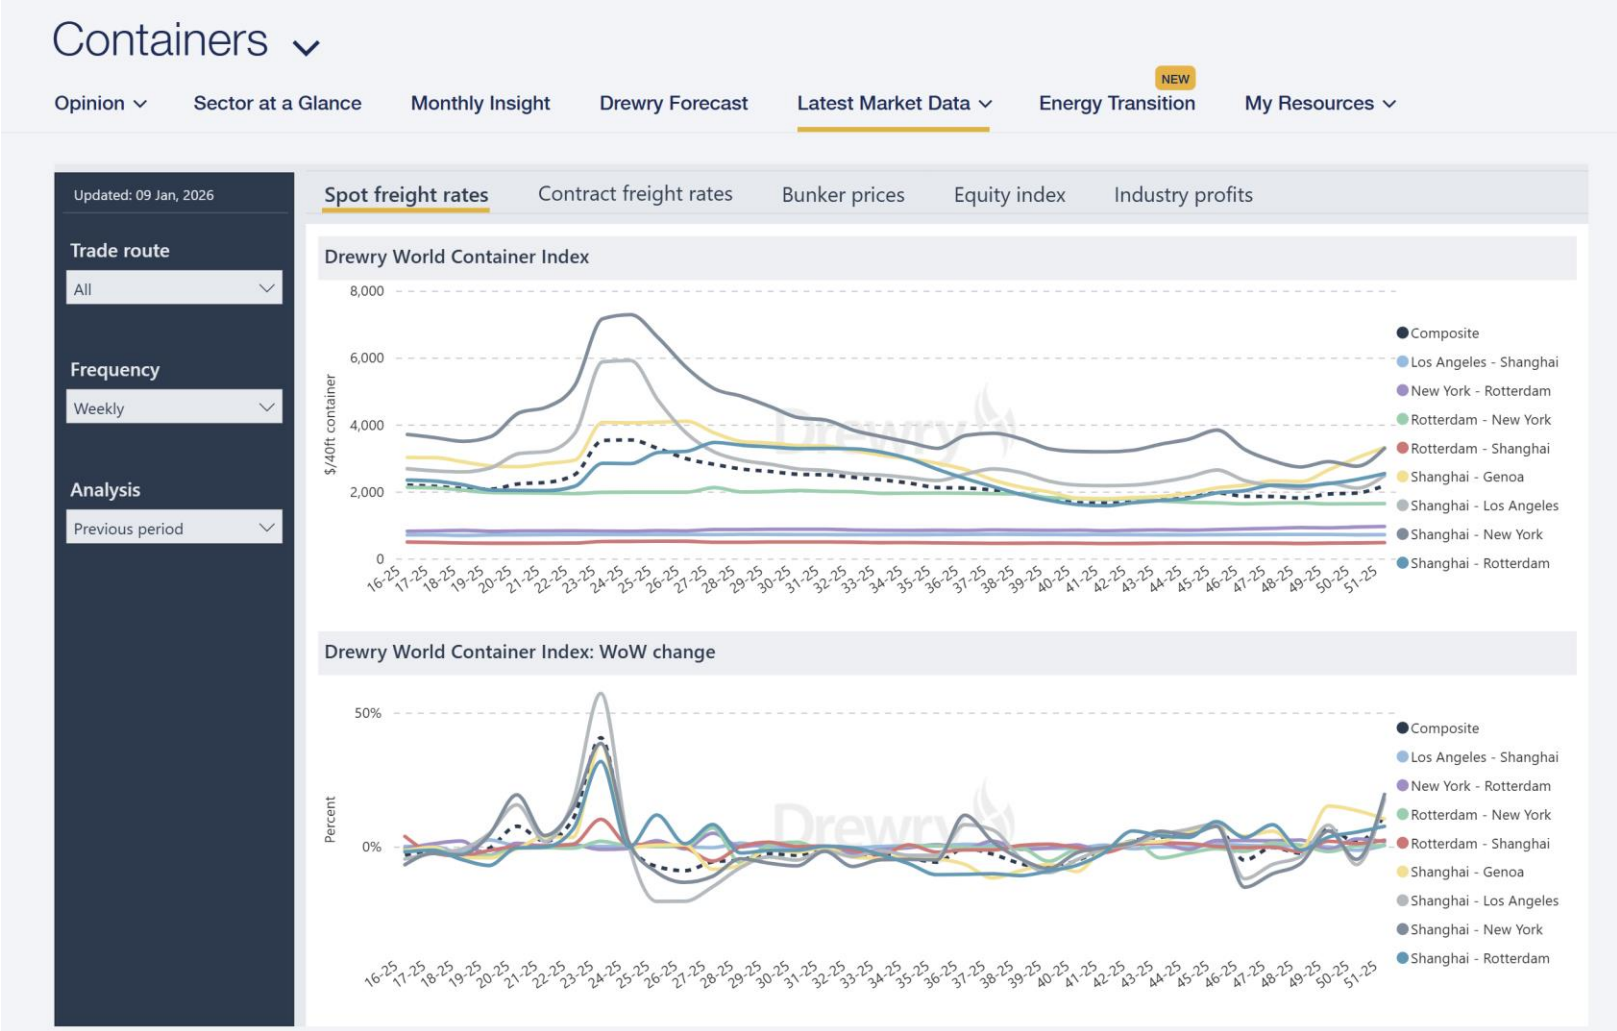 Containers
NEW
Opinion Sector at a Glance Monthly Insight Drewry Forecast Latest Market Data Energy Transition My Resources
Updated: 09 Jan, 2026
Trade route
All
Frequency
Weekly
Analysis
Previous period
Spot freight rates Contract freight rates Bunker prices Equity index Industry profits
Drewry World Container Index
$/40ft container
8,000
6,000
4,000
2,000
0
Drewry
16-25 17-25 18-25 19-25 20-25 21-25 22-25 23-25 24-25 25-25 26-25 27-25 28-25 29-25 30-25 31-25 32-25 33-25 34-25 35-25 36-25 37-25 38-25 39-25 40-25 41-25 42-25 43-25 44-25 45-25 46-25 47-25 48-25 49-25 50-25 51-25
Composite
Los Angeles - Shanghai
New York - Rotterdam
Rotterdam - New York
Rotterdam - Shanghai
Shanghai - Genoa
Shanghai - Los Angeles
Shanghai - New York
Shanghai - Rotterdam
Drewry World Container Index: WoW change
Percent
50%
0%
Drewry
16-25 17-25 18-25 19-25 20-25 21-25 22-25 23-25 24-25 25-25 26-25 27-25 28-25 29-25 30-25 31-25 32-25 33-25 34-25 35-25 36-25 37-25 38-25 39-25 40-25 41-25 42-25 43-25 44-25 45-25 46-25 47-25 48-25 49-25 50-25 51-25
Composite
Los Angeles - Shanghai
New York - Rotterdam
Rotterdam - New York
Rotterdam - Shanghai
Shanghai - Genoa
Shanghai - Los Angeles
Shanghai - New York
Shanghai - Rotterdam